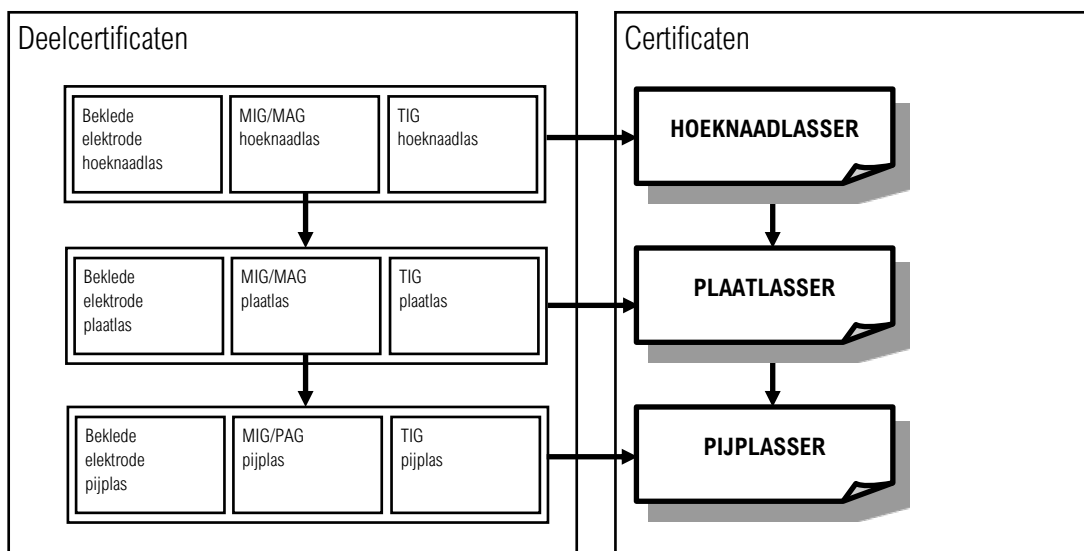 Deelcertificaten
Certificaten
Beklede
elektrode
hoeknaadlas
MIG/MAG
hoeknaadlas
TIG
hoeknaadlas
HOEKNAADLASSER
Beklede
elektrode
plaatlas
MIG/MAG
plaatlas
TIG
plaatlas
PLAATLASSER
Beklede
elektrode
pijplas
MIG/PAG
pijplas
TIG
pijplas
PIJPLASSER